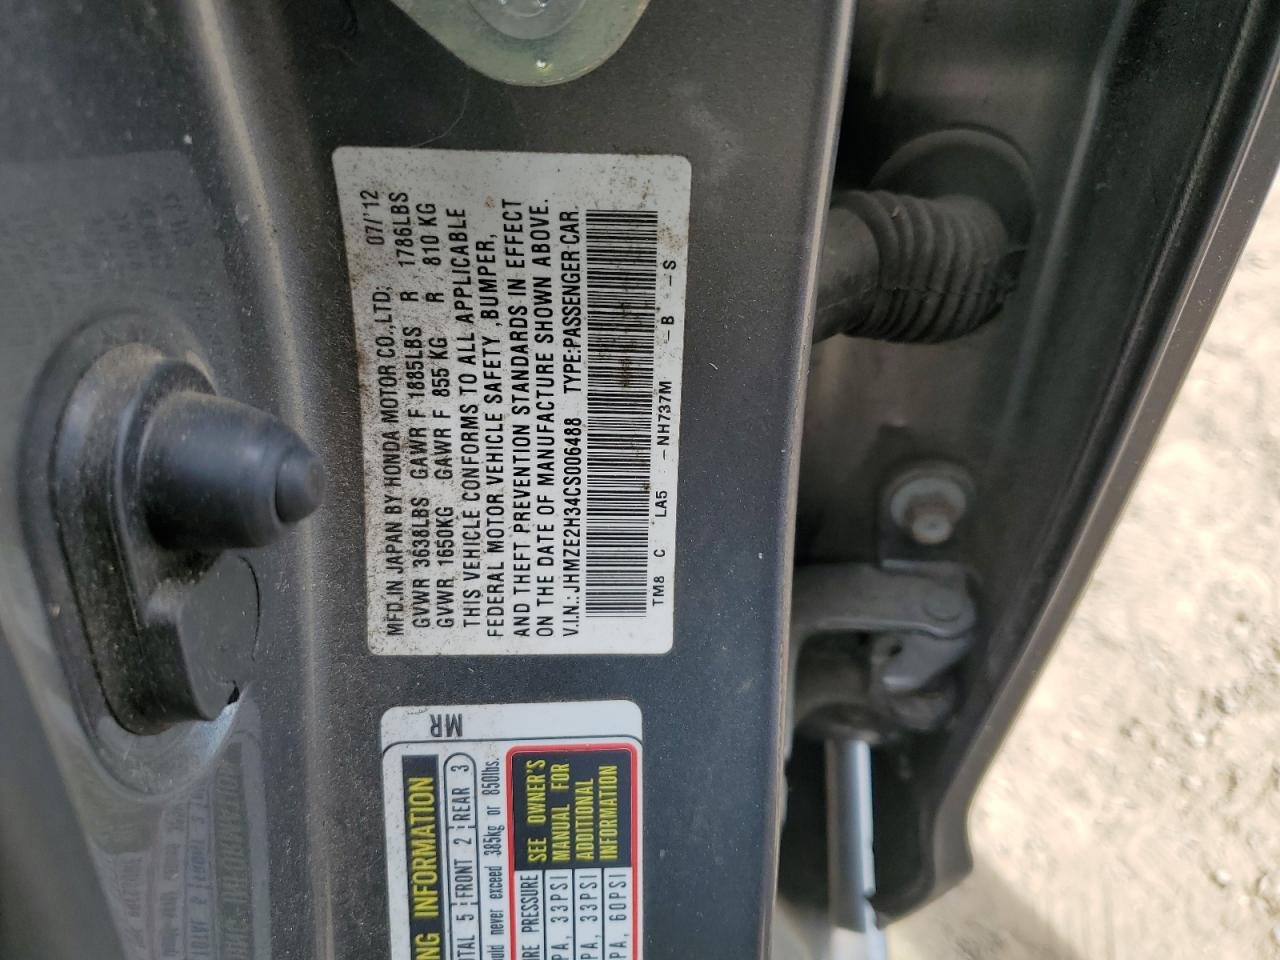 MFD.IN JAPAN BY HONDA MOTOR CO.,LTD. 07/'12
GVWR 3638LBS GAWR F 1885LBS R 1786LBS
GVWR 1650KG GAWR F 855 KG R 810 KG
THIS VEHICLE CONFORMS TO ALL APPLICABLE
FEDERAL MOTOR VEHICLE SAFETY ,BUMPER,
AND THEFT PREVENTION STANDARDS IN EFFECT
ON THE DATE OF MANUFACTURE SHOWN ABOVE.
V.I.N.: JHMZE2H34CS006488 TYPE:PASSENGER CAR.
TM8 C LA5 -NH737M -B -S
MR
NG INFORMATION
OTAL 5 FRONT 2 REAR 3
ould never exceed 385kg or 850lbs.
SEE OWNER'S
MANUAL FOR
ADDITIONAL
INFORMATION
RE PRESSURE
PA, 33PSI
PA, 33PSI
PA, 60PSI